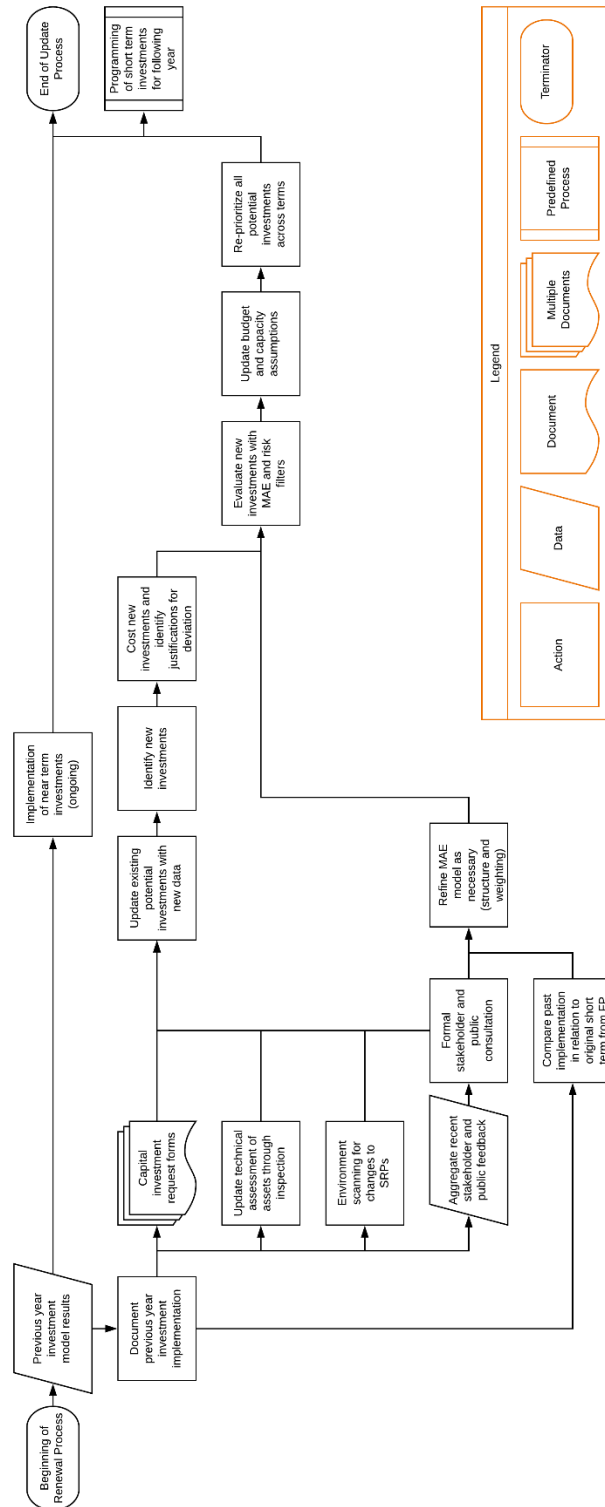 Beginning of
Renewal Process
Previous year
investment
model results
Implementation
of near term
investments
(ongoing)
End of Update
Process
Document
previous year
investment
implementation
Capital
investment
request forms
Update existing
potential
investments with
new data
Identify new
investments
Cost new
investments and
identify
justifications for
deviation
Programming
of short term
investments
for following
year
Update technical
assessment of
assets through
inspection
Evaluate new
investments with
MAE and risk
filters
Update budget
and capacity
assumptions
Re-prioritize all
potential
investments
across terms
Environment
scanning for
changes to
SRPs
Aggregate recent
stakeholder and
public feedback
Formal
stakeholder and
public
consultation
Refine MAE
model as
necessary
(structure and
weighting)
Compare past
implementation
in relation to
original short
Legend
Action
Data
Document
Multiple
Documents
Predefined
Process
Terminator